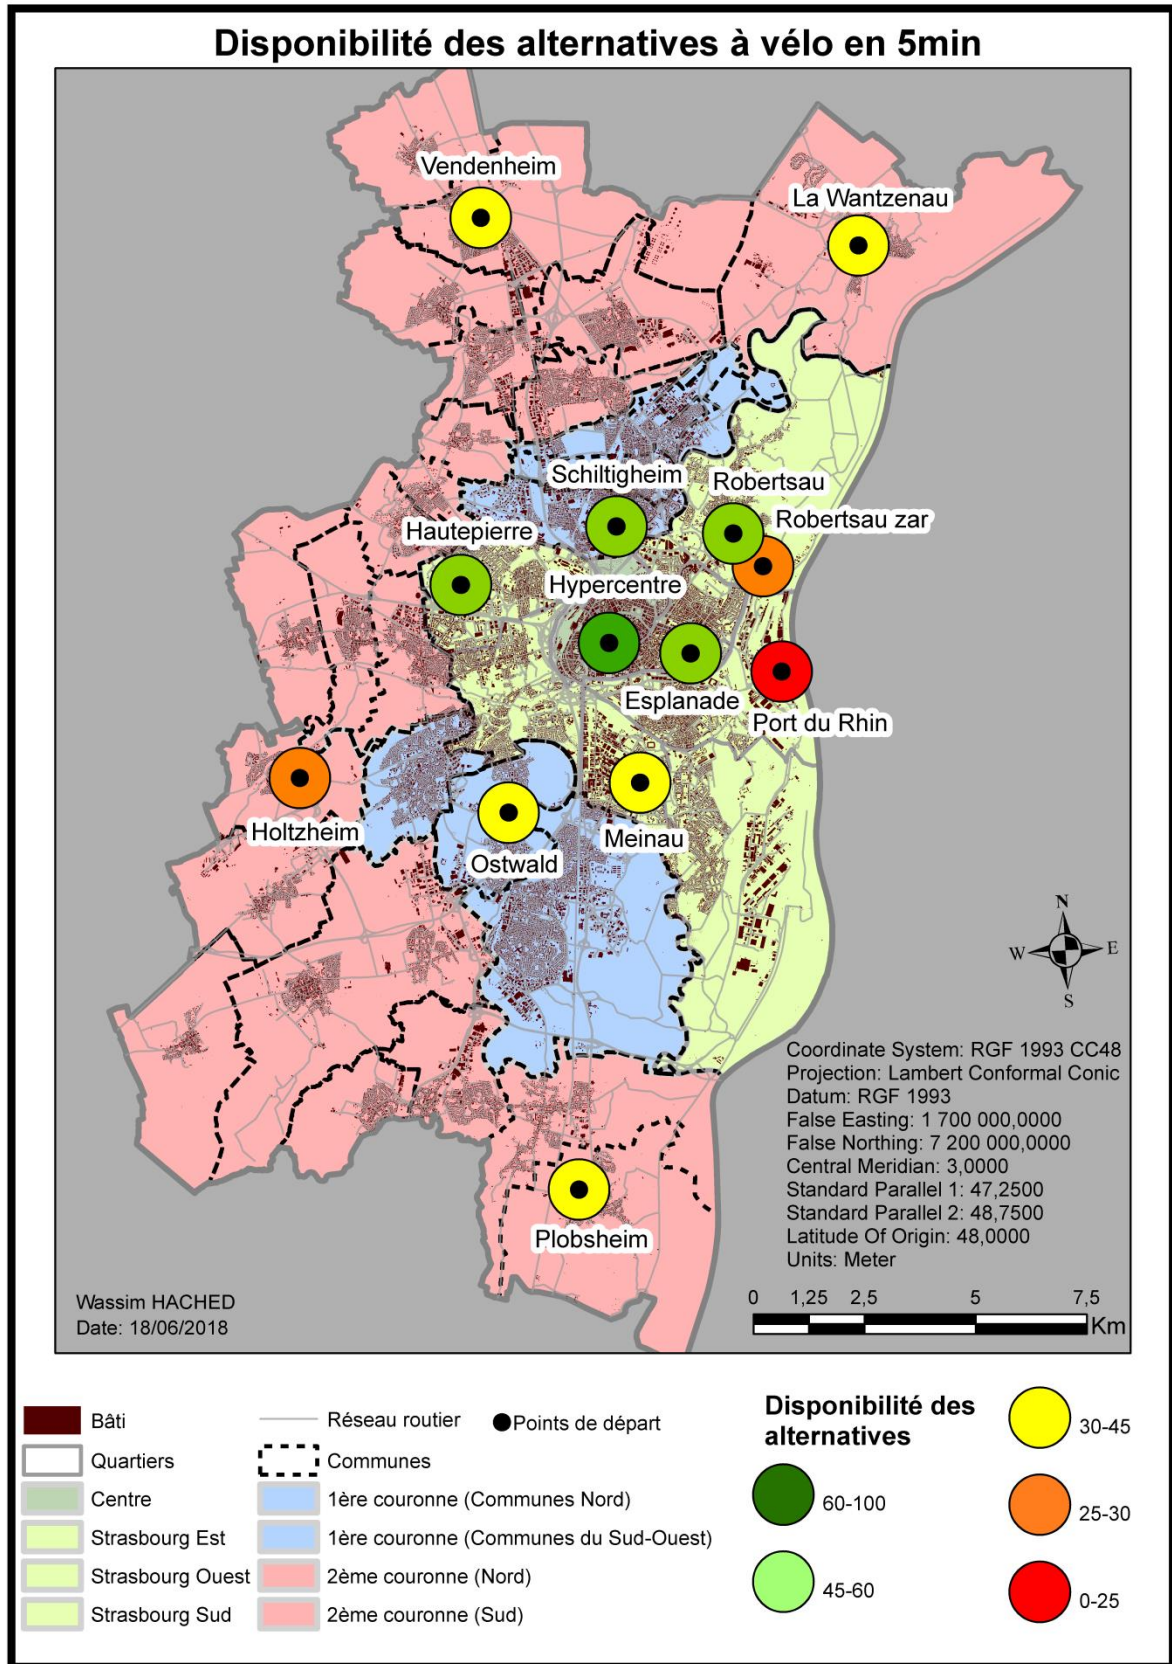 Disponibilité des alternatives à vélo en 5min
Vendenheim
La Wantzenau
Schiltigheim
Robertsau
Robertsau zar
Hautepierre
Hypercentre
Esplanade
Port du Rhin
Holtzheim
Ostwald
Meinau
Plobsheim
N
W
E
S
Coordinate System: RGF 1993 CC48
Projection: Lambert Conformal Conic
Datum: RGF 1993
False Easting: 1 700 000,0000
False Northing: 7 200 000,0000
Central Meridian: 3,0000
Standard Parallel 1: 47,2500
Standard Parallel 2: 48,7500
Latitude Of Origin: 48,0000
Units: Meter
0 1,25 2,5 5 7,5
Km
Wassim HACHED
Date: 18/06/2018
Bâti
Quartiers
Centre
Strasbourg Est
Strasbourg Ouest
Strasbourg Sud
Réseau routier
Points de départ
Communes
1ère couronne (Communes Nord)
1ère couronne (Communes du Sud-Ouest)
2ème couronne (Nord)
2ème couronne (Sud)
Disponibilité des
alternatives
60-100
45-60
30-45
25-30
0-25